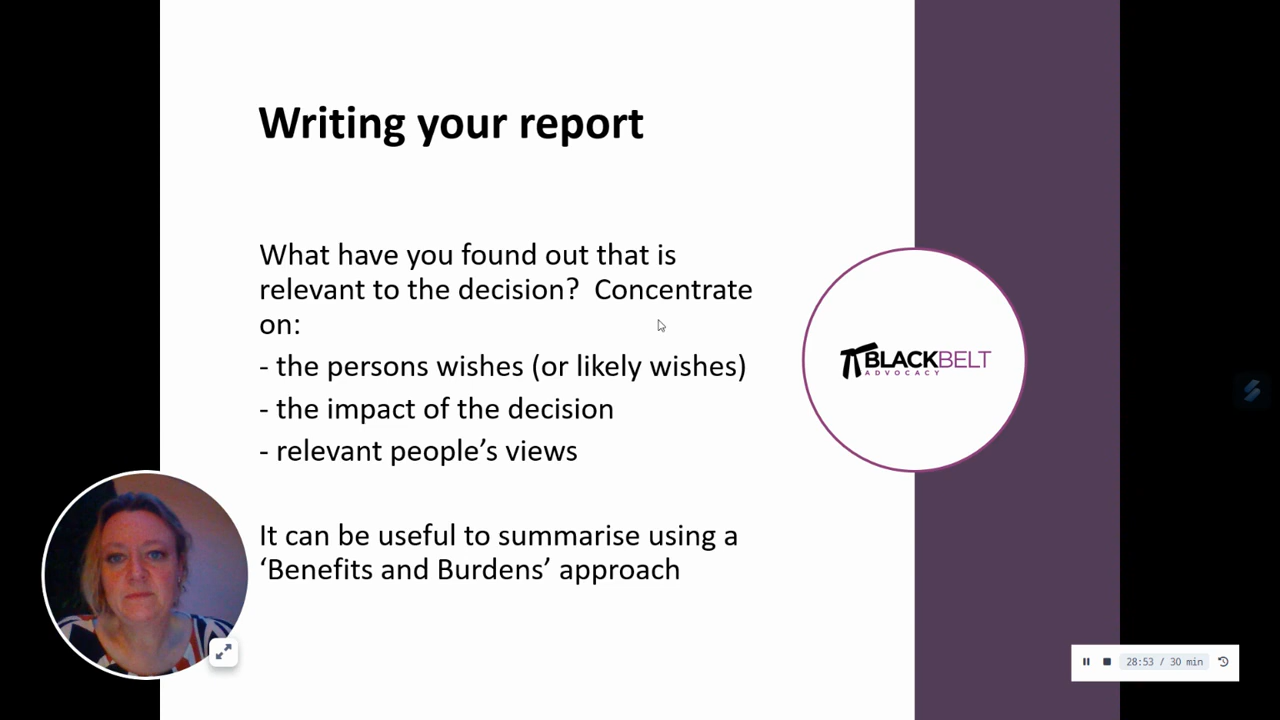 Writing your report
What have you found out that is
relevant to the decision?  Concentrate
on:
- the persons wishes (or likely wishes)
- the impact of the decision
- relevant people’s views
It can be useful to summarise using a
‘Benefits and Burdens’ approach
BLACKBELT
ADVOCACY
28:53 / 30 min